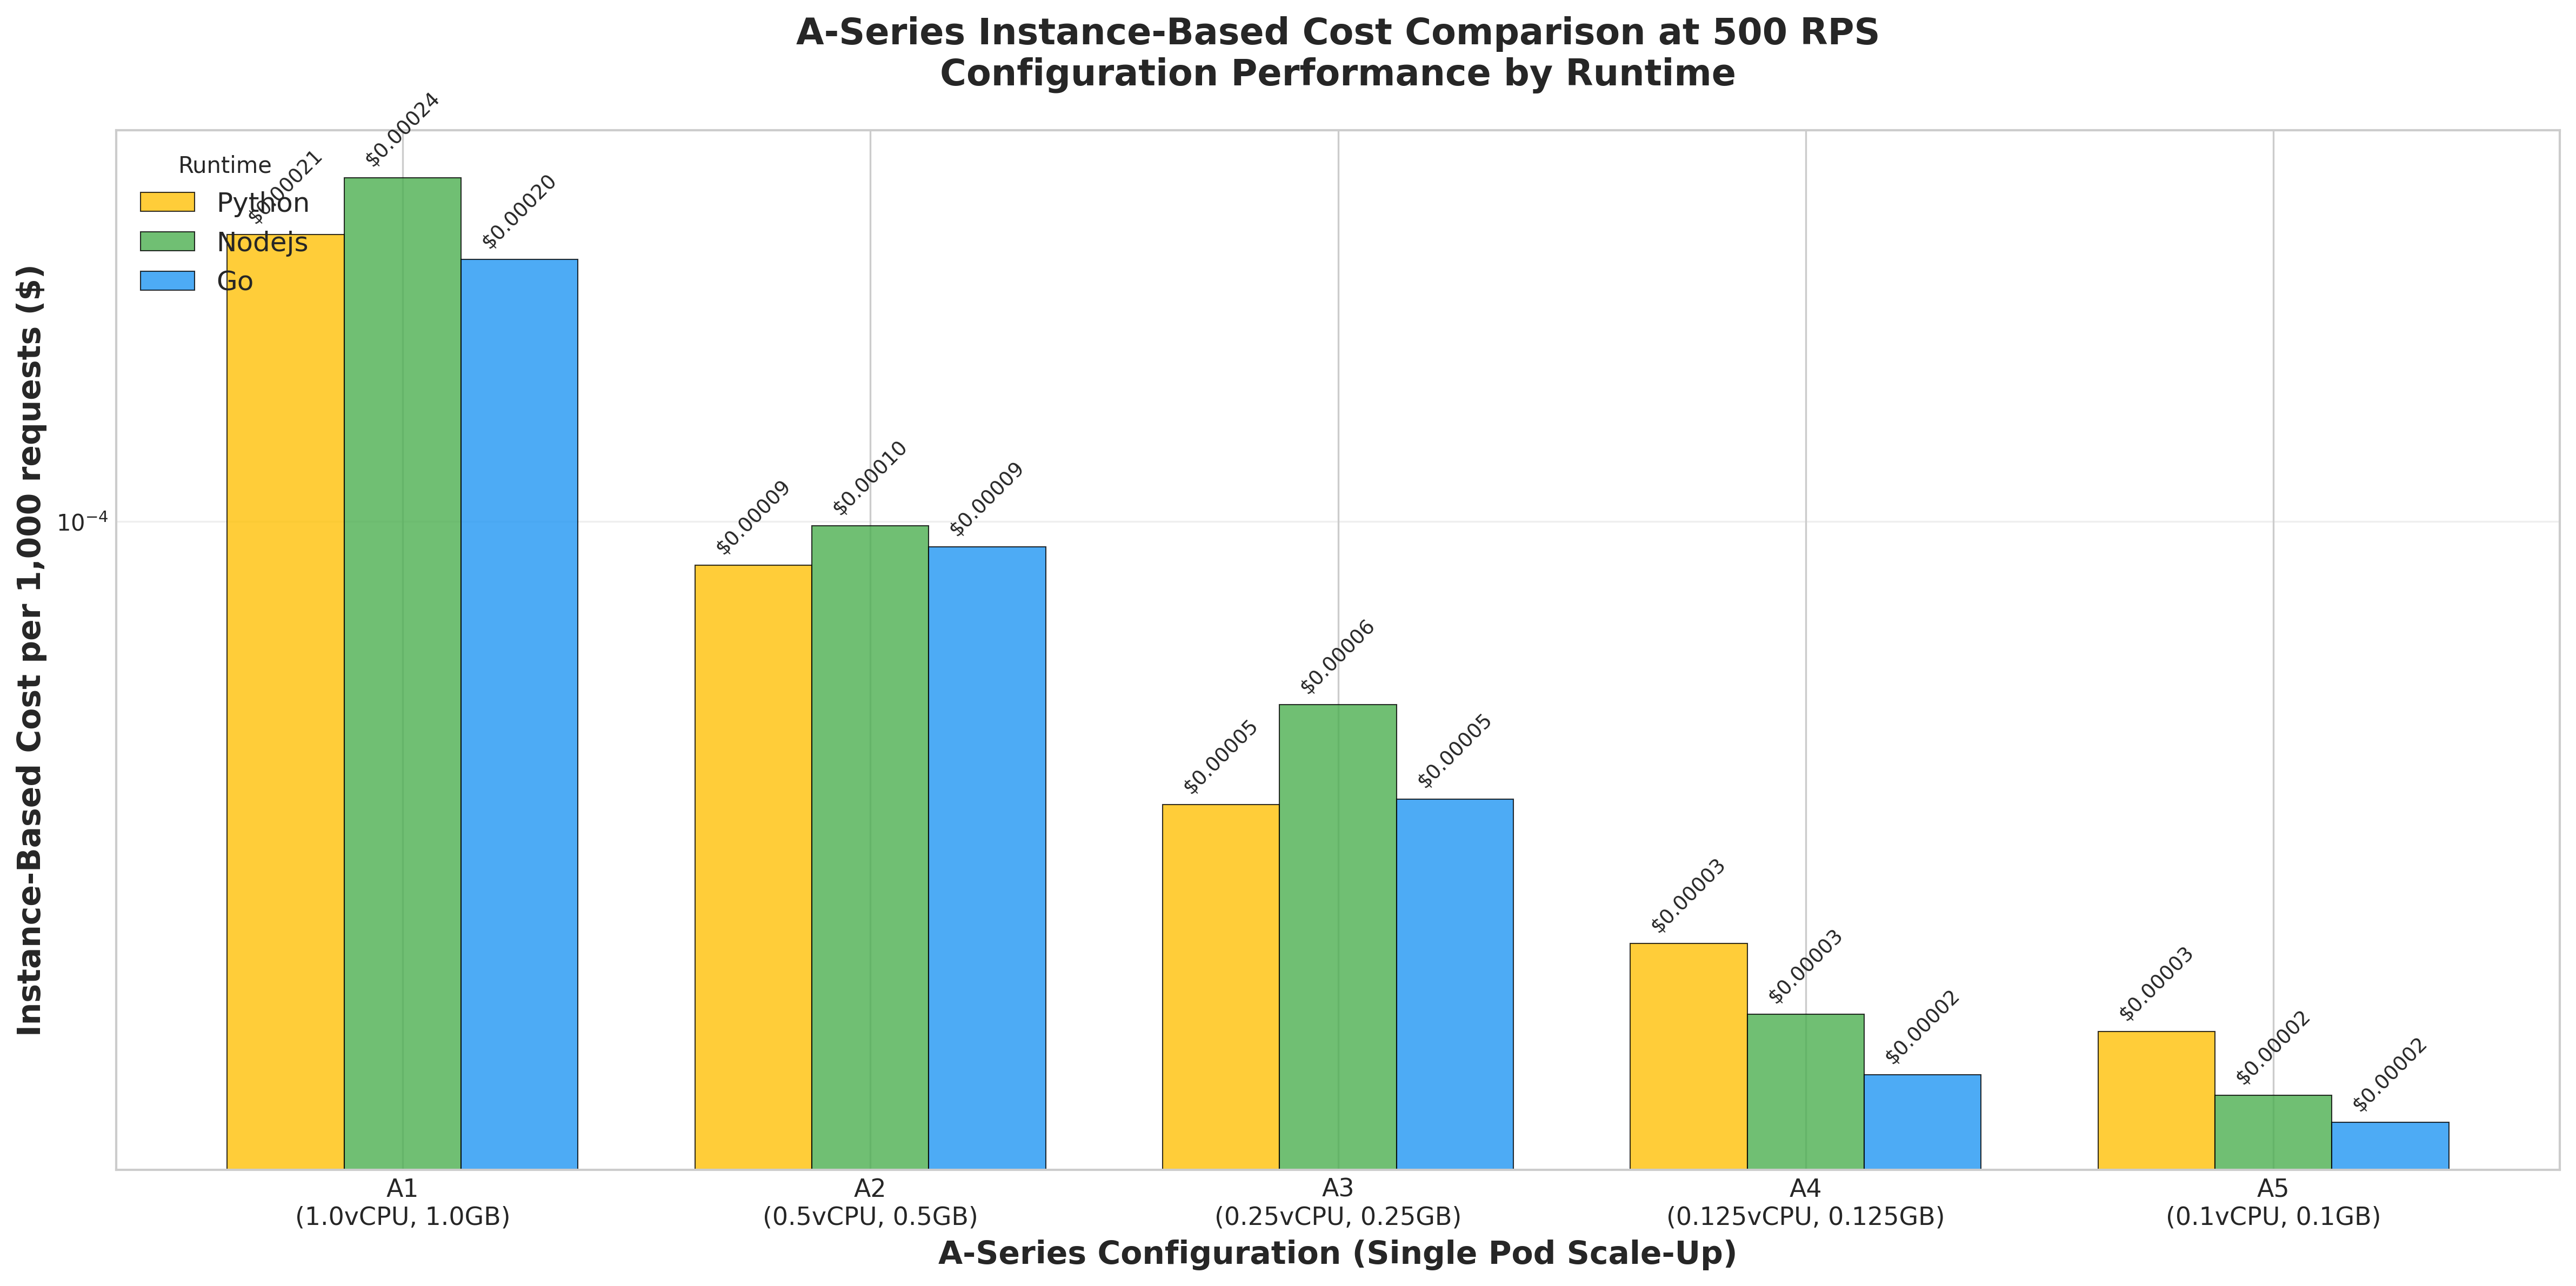 A-Series Instance-Based Cost Comparison at 500 RPS
Configuration Performance by Runtime
Instance-Based Cost per 1,000 requests ($)
10⁻⁴
Runtime
Python
Nodejs
Go
$0.00021
$0.00024
$0.00020
$0.00009
$0.00010
$0.00009
$0.00005
$0.00006
$0.00005
$0.00003
$0.00003
$0.00002
$0.00003
$0.00002
$0.00002
A1
(1.0vCPU, 1.0GB)
A2
(0.5vCPU, 0.5GB)
A3
(0.25vCPU, 0.25GB)
A4
(0.125vCPU, 0.125GB)
A5
(0.1vCPU, 0.1GB)
A-Series Configuration (Single Pod Scale-Up)